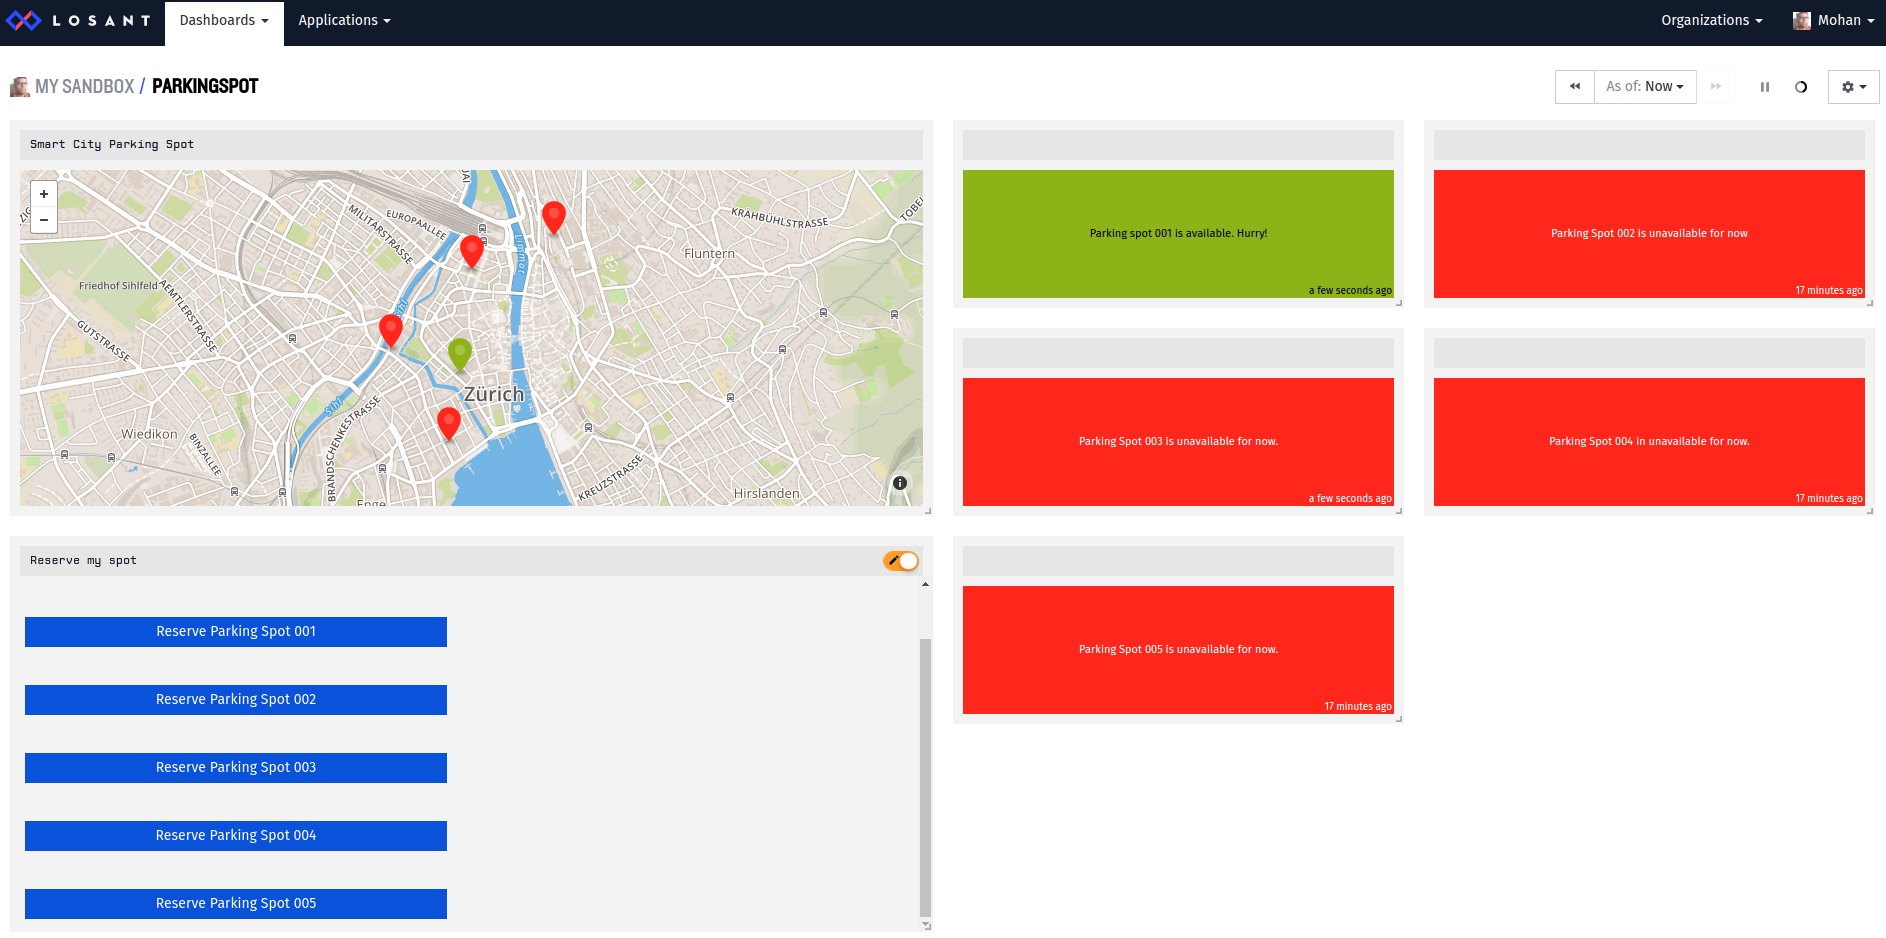 LOSANT
Dashboards
Applications
Organizations
Mohan
MY SANDBOX / PARKINGSPOT
As of: Now
Smart City Parking Spot
+
−
MILITÄRSTRASSE
EUROPAALLEE
KRÄHBÜHLSTRASSE
Fluntern
Limmat
Friedhof Sihlfeld
AEMTLERSTRASSE
GUTSTRASSE
Sihl
Zürich
Sihl
Wiedikon
BINZALLEE
BRANDSCHENKESTRASSE
KREUZSTRASSE
Hirslanden
Enge
Parking spot 001 is available. Hurry!
a few seconds ago
Parking Spot 002 is unavailable for now
17 minutes ago
Parking Spot 003 is unavailable for now.
a few seconds ago
Parking Spot 004 in unavailable for now.
17 minutes ago
Reserve my spot
Reserve Parking Spot 001
Reserve Parking Spot 002
Reserve Parking Spot 003
Reserve Parking Spot 004
Reserve Parking Spot 005
Parking Spot 005 is unavailable for now.
17 minutes ago